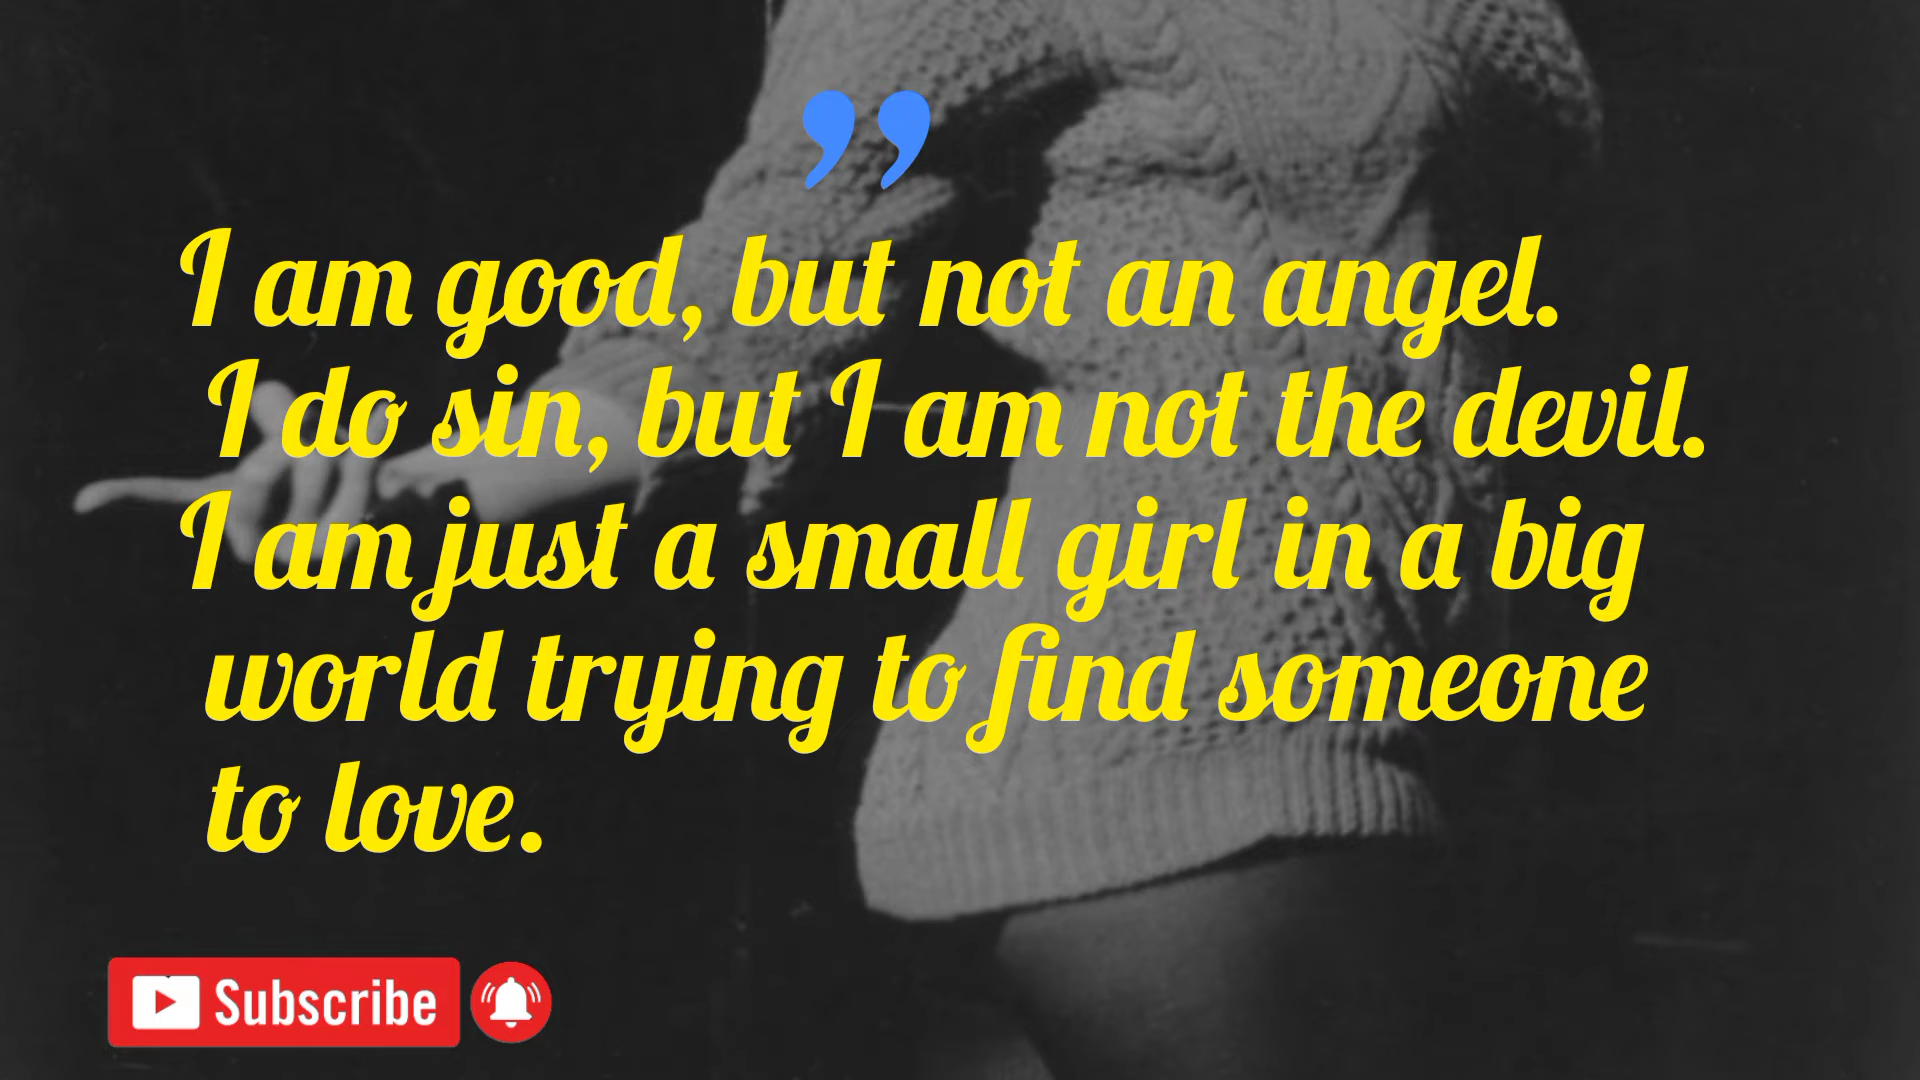 ”
I am good, but not an angel.
I do sin, but I am not the devil.
I am just a small girl in a big
world trying to find someone
to love.
Subscribe